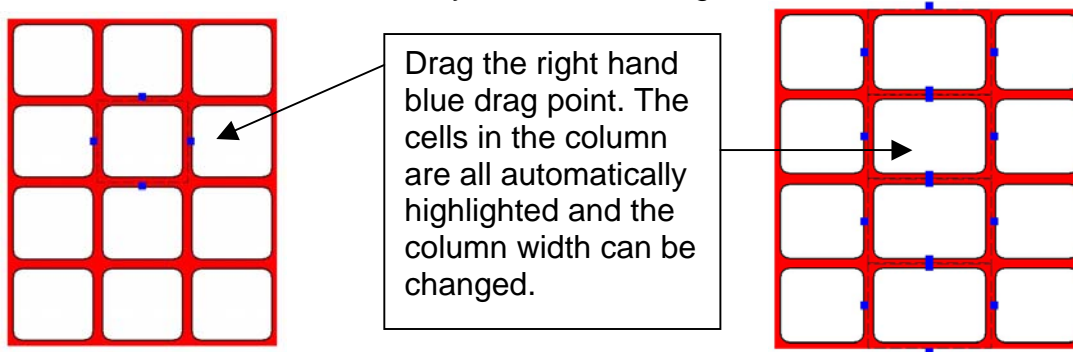 Drag the right hand
blue drag point. The
cells in the column
are all automatically
highlighted and the
column width can be
changed.